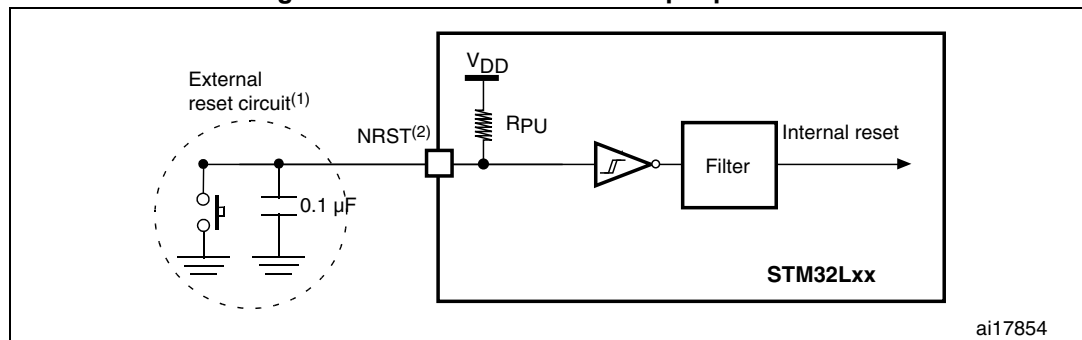 VDD
External
reset circuit(1)
NRST(2)
RPU
Internal reset
Filter
0.1 µF
STM32Lxx
ai17854